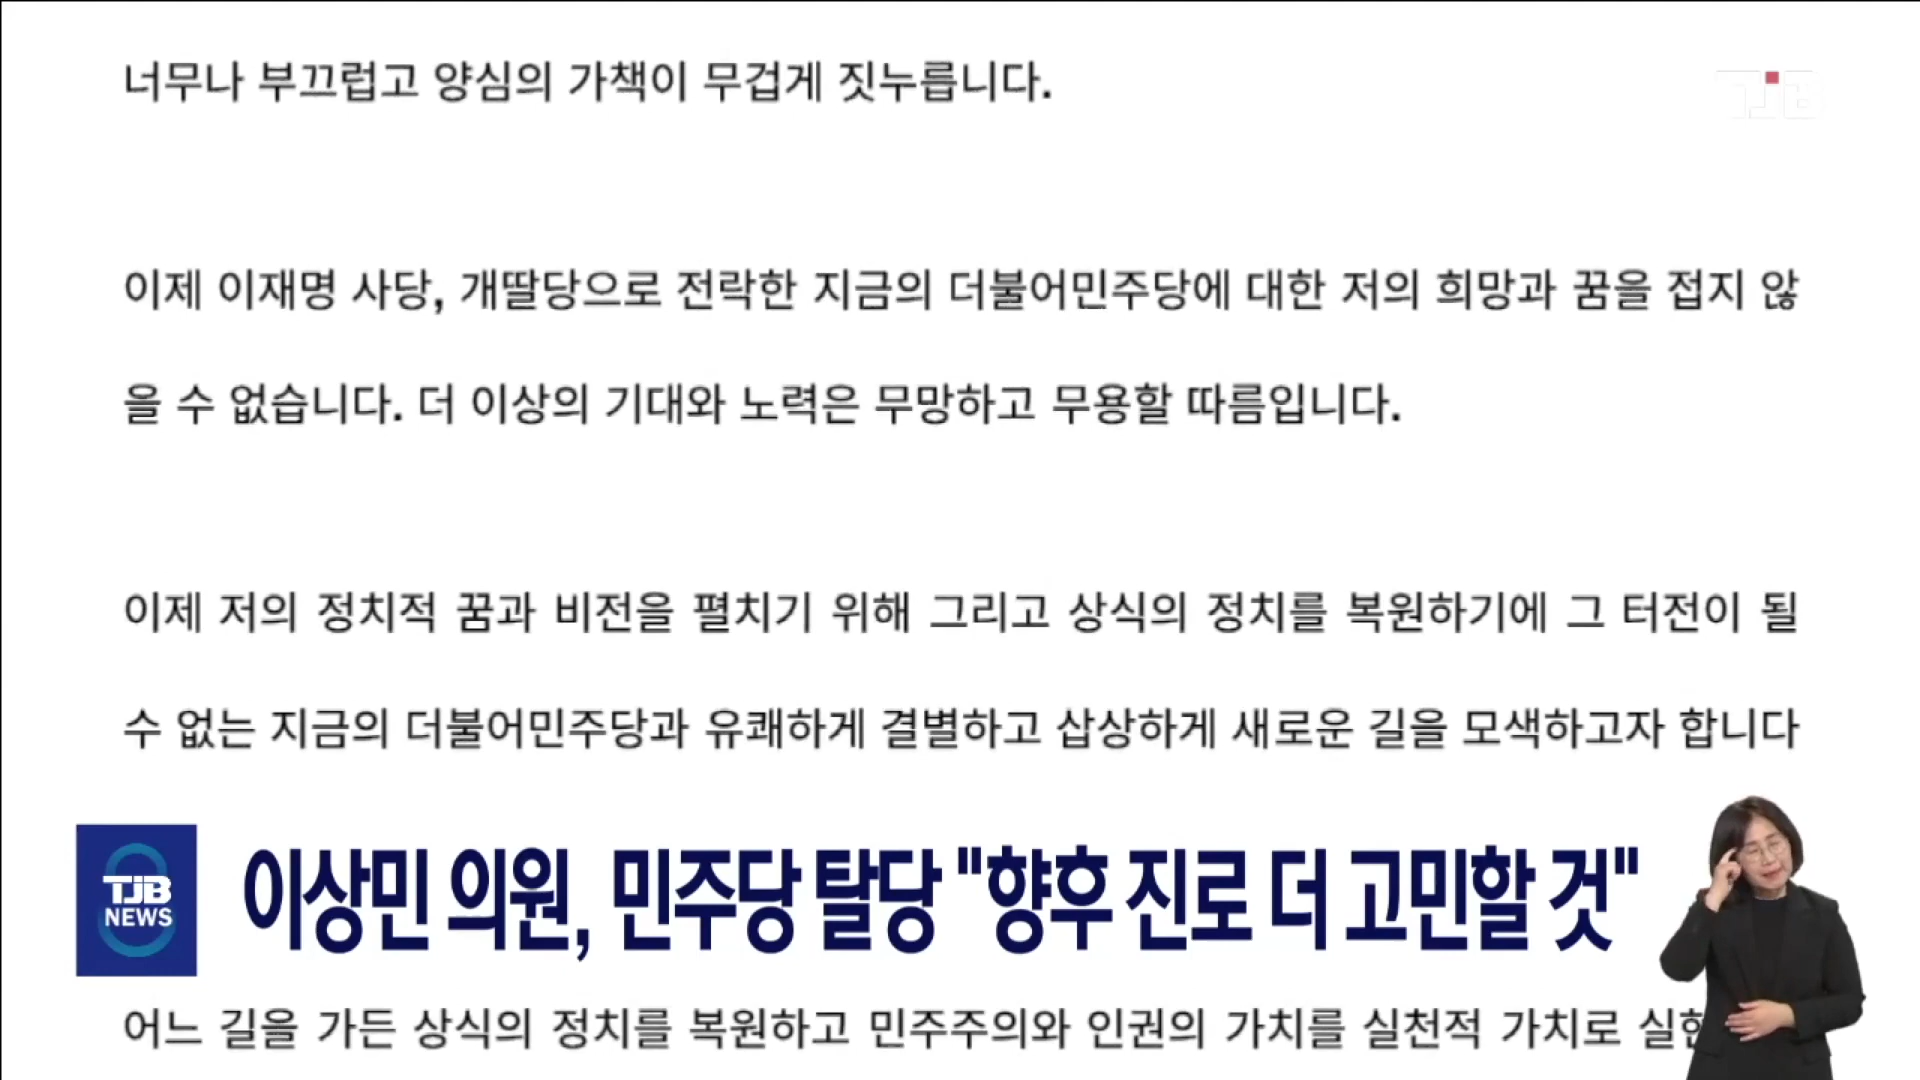 너무나 부끄럽고 양심의 가책이 무겁게 짓누릅니다.
TJB
이제 이재명 사당, 개딸당으로 전락한 지금의 더불어민주당에 대한 저의 희망과 꿈을 접지 않
을 수 없습니다. 더 이상의 기대와 노력은 무망하고 무용할 따름입니다.
이제 저의 정치적 꿈과 비전을 펼치기 위해 그리고 상식의 정치를 복원하기에 그 터전이 될
수 없는 지금의 더불어민주당과 유쾌하게 결별하고 삽상하게 새로운 길을 모색하고자 합니다
TJB
NEWS
이상민 의원, 민주당 탈당 "향후 진로 더 고민할 것"
어느 길을 가든 상식의 정치를 복원하고 민주주의와 인권의 가치를 실천적 가치로